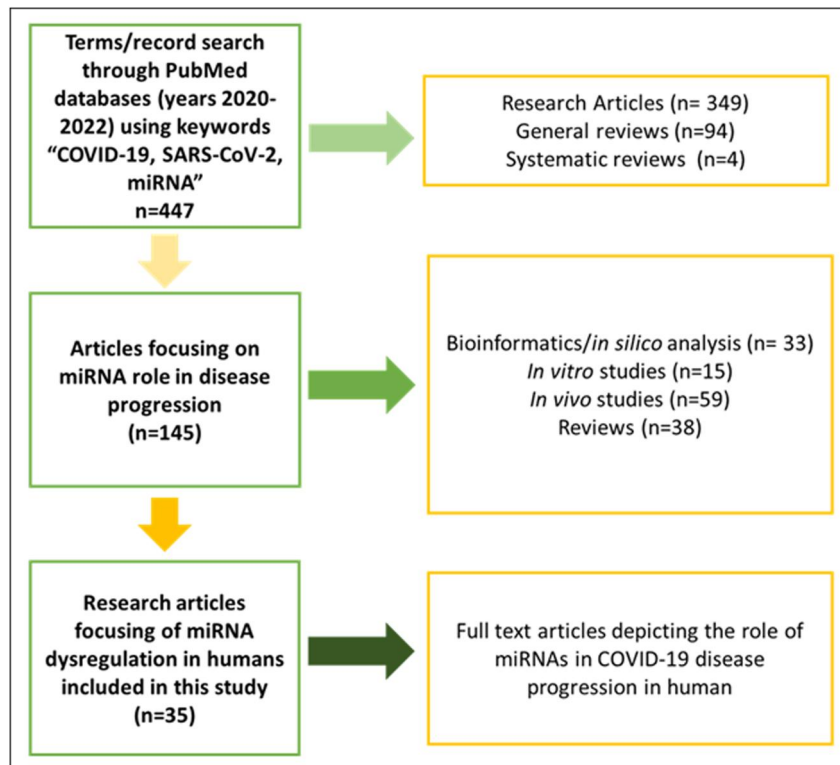 Terms/record search
through PubMed
databases (years 2020-
2022) using keywords
“COVID-19, SARS-CoV-2,
miRNA”
n=447
Research Articles (n= 349)
General reviews (n=94)
Systematic reviews (n=4)
Articles focusing on
miRNA role in disease
progression
(n=145)
Bioinformatics/in silico analysis (n= 33)
In vitro studies (n=15)
In vivo studies (n=59)
Reviews (n=38)
Research articles
focusing of miRNA
dysregulation in humans
included in this study
(n=35)
Full text articles depicting the role of
miRNAs in COVID-19 disease
progression in human